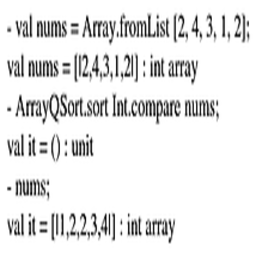 - val nums = Array.fromList [2, 4, 3, 1, 2];
val nums = [|2,4,3,1,2|] : int array
- ArrayQSort.sort Int.compare nums;
val it = () : unit
- nums;
val it = [|1,2,2,3,4|] : int array